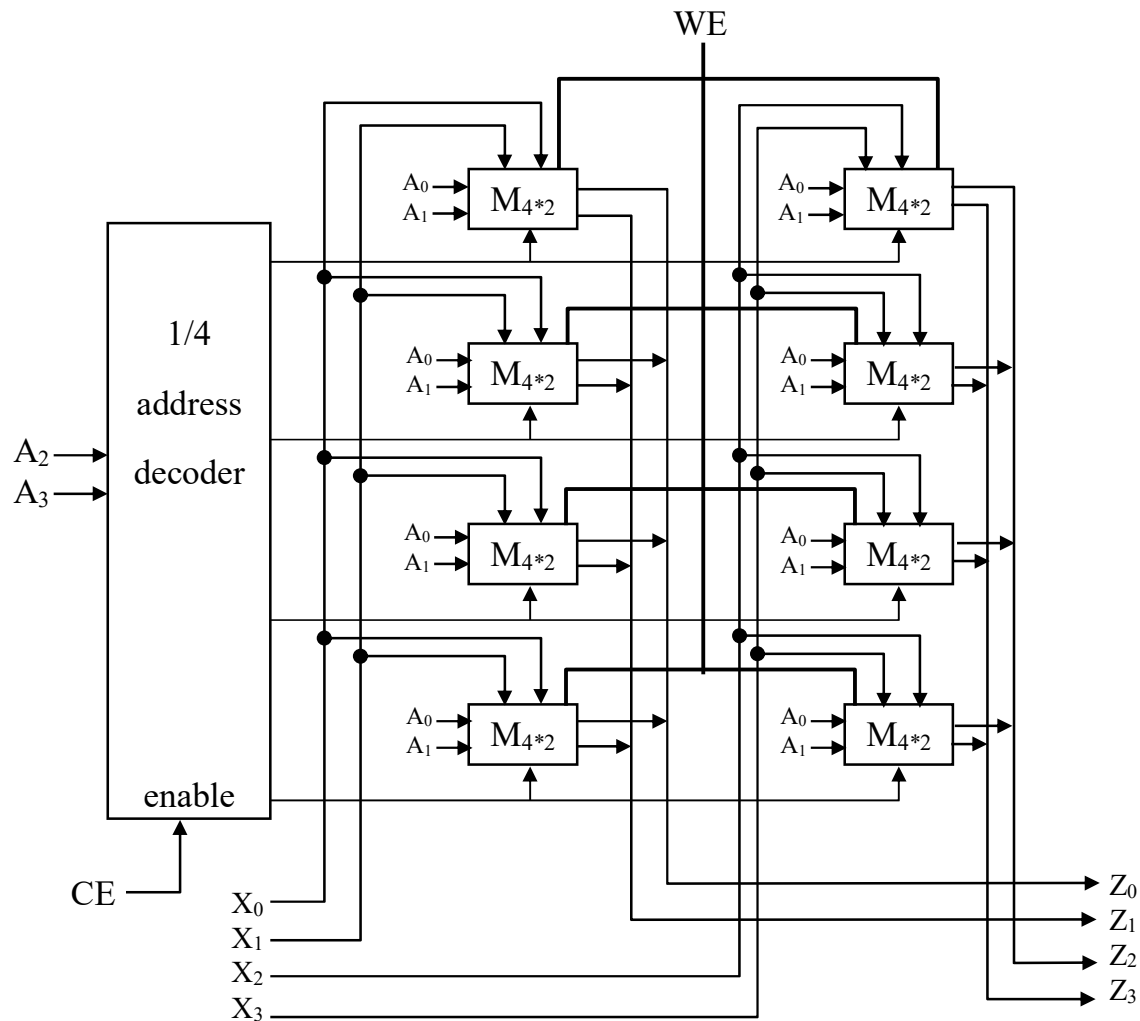 WE
A₀
A₁
M₄*₂
A₀
A₁
M₄*₂
1/4
address
decoder
enable
A₀
A₁
M₄*₂
A₀
A₁
M₄*₂
A₂
A₃
A₀
A₁
M₄*₂
A₀
A₁
M₄*₂
A₀
A₁
M₄*₂
A₀
A₁
M₄*₂
CE
X₀
X₁
X₂
X₃
Z₀
Z₁
Z₂
Z₃